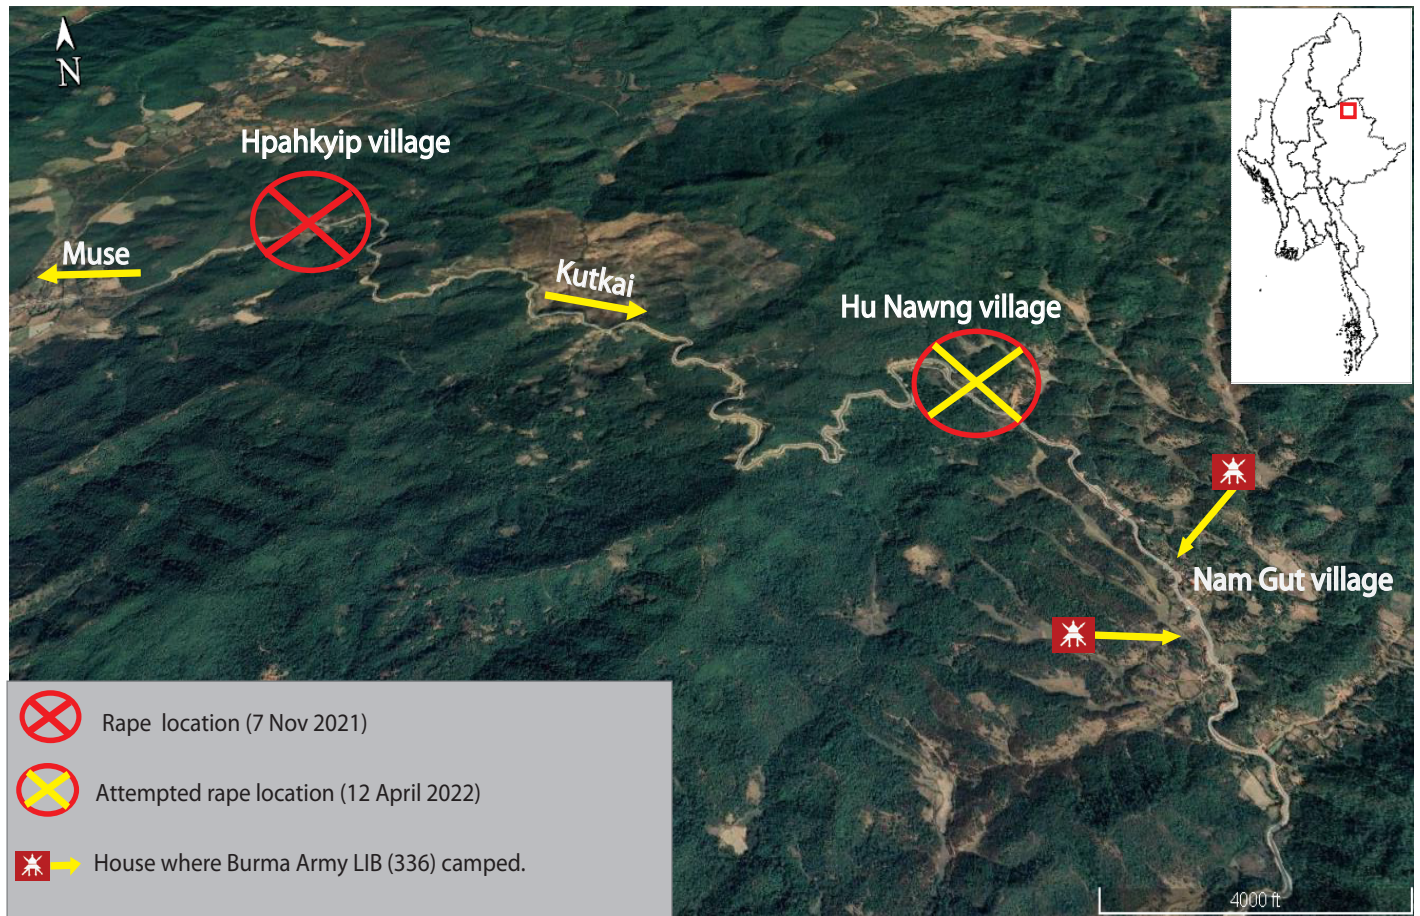 N
Hpahkyip village
Muse
Kutkai
Hu Nawng village
Nam Gut village
Rape location (7 Nov 2021)
Attempted rape location (12 April 2022)
House where Burma Army LIB (336) camped.
4000 ft